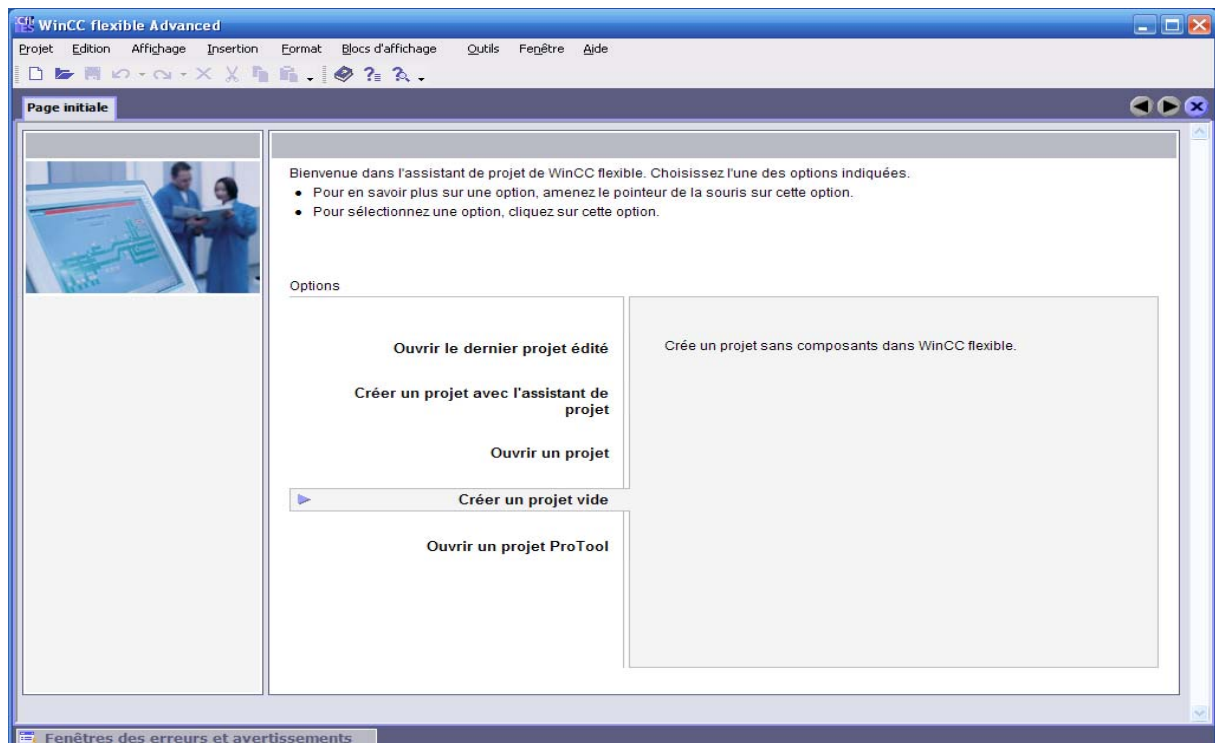 WinCC flexible Advanced
Projet Edition Affichage Insertion Format Blocs d'affichage Outils Fenêtre Aide
Page initiale
Bienvenue dans l'assistant de projet de WinCC flexible. Choisissez l'une des options indiquées.
• Pour en savoir plus sur une option, amenez le pointeur de la souris sur cette option.
• Pour sélectionnez une option, cliquez sur cette option.
Options
Ouvrir le dernier projet édité
Crée un projet sans composants dans WinCC flexible.
Créer un projet avec l'assistant de
projet
Ouvrir un projet
Créer un projet vide
Ouvrir un projet ProTool
Fenêtres des erreurs et avertissements